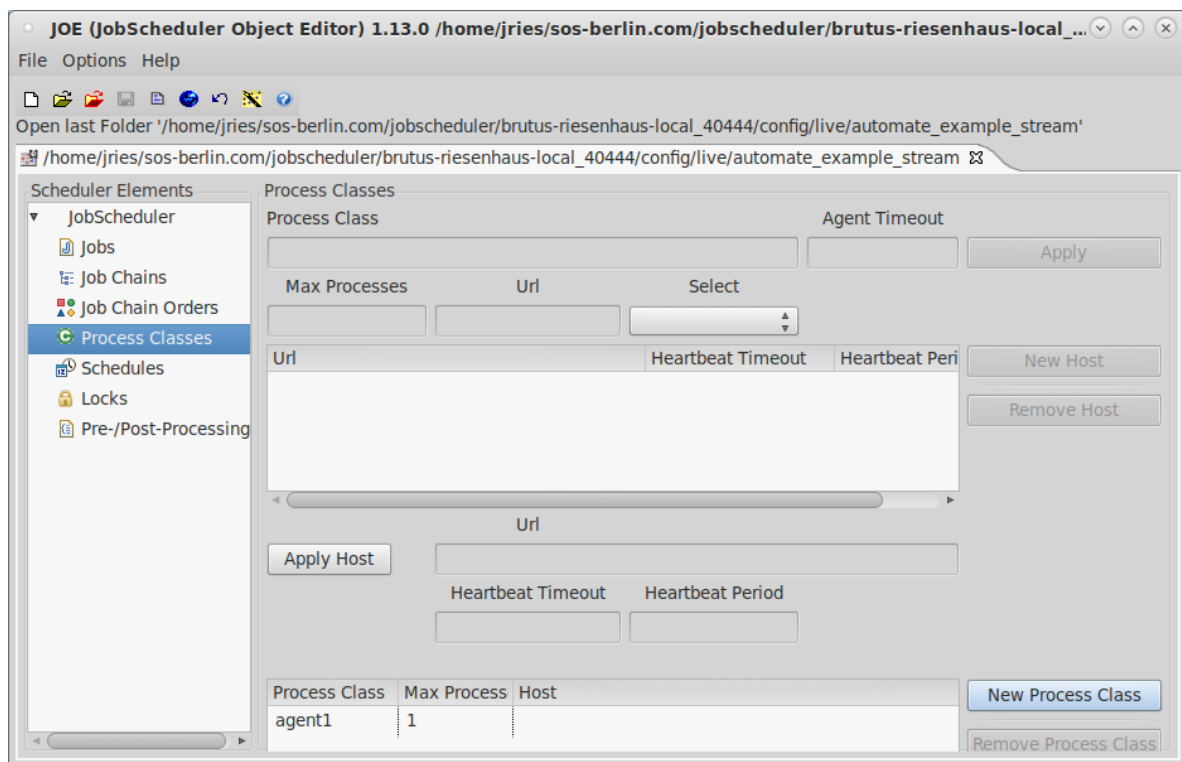 JOE (JobScheduler Object Editor) 1.13.0 /home/jries/sos-berlin.com/jobscheduler/brutus-riesenhaus-local_...
File Options Help
Open last Folder '/home/jries/sos-berlin.com/jobscheduler/brutus-riesenhaus-local_40444/config/live/automate_example_stream'
/home/jries/sos-berlin.com/jobscheduler/brutus-riesenhaus-local_40444/config/live/automate_example_stream
Scheduler Elements
JobScheduler
Jobs
Job Chains
Job Chain Orders
Process Classes
Schedules
Locks
Pre-/Post-Processing
Process Classes
Process Class Agent Timeout
Apply
Max Processes Url Select
Url Heartbeat Timeout Heartbeat Peri
New Host
Remove Host
Url
Apply Host
Heartbeat Timeout Heartbeat Period
Process Class Max Process Host
New Process Class
agent1 1
Remove Process Class